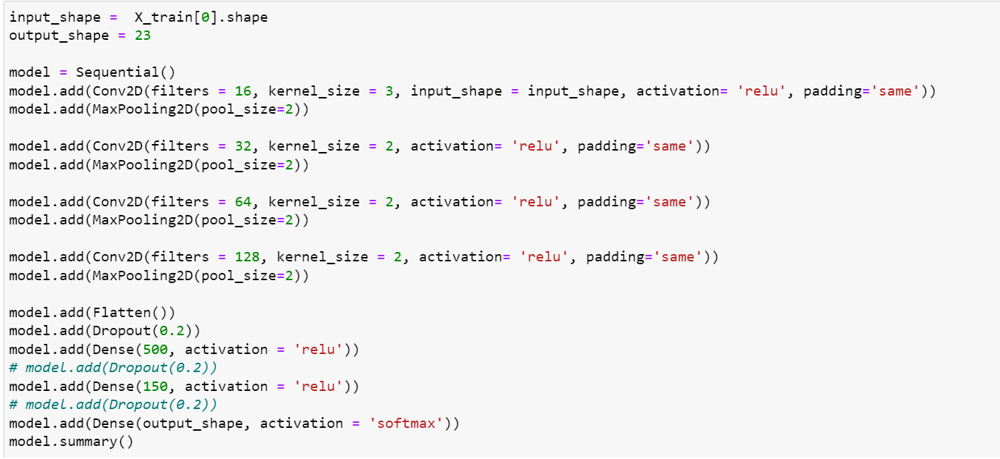 input_shape =  X_train[0].shape
output_shape = 23
model = Sequential()
model.add(Conv2D(filters = 16, kernel_size = 3, input_shape = input_shape, activation= 'relu', padding='same'))
model.add(MaxPooling2D(pool_size=2))
model.add(Conv2D(filters = 32, kernel_size = 2, activation= 'relu', padding='same'))
model.add(MaxPooling2D(pool_size=2))
model.add(Conv2D(filters = 64, kernel_size = 2, activation= 'relu', padding='same'))
model.add(MaxPooling2D(pool_size=2))
model.add(Conv2D(filters = 128, kernel_size = 2, activation= 'relu', padding='same'))
model.add(MaxPooling2D(pool_size=2))
model.add(Flatten())
model.add(Dropout(0.2))
model.add(Dense(500, activation = 'relu'))
# model.add(Dropout(0.2))
model.add(Dense(150, activation = 'relu'))
# model.add(Dropout(0.2))
model.add(Dense(output_shape, activation = 'softmax'))
model.summary()